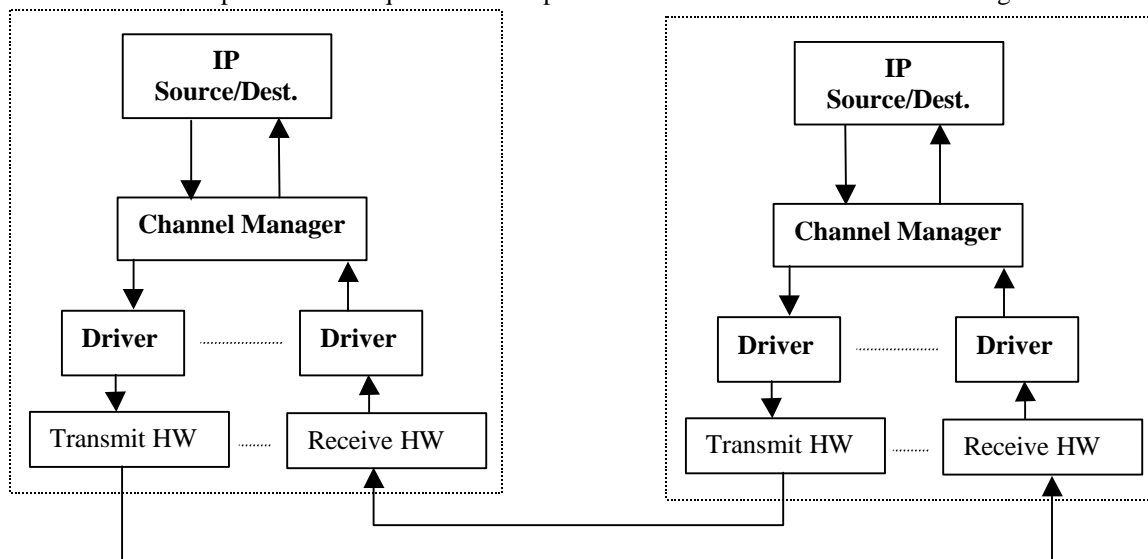 IP
Source/Dest.
Channel Manager
Driver
Driver
Transmit HW
Receive HW
IP
Source/Dest.
Channel Manager
Driver
Driver
Transmit HW
Receive HW